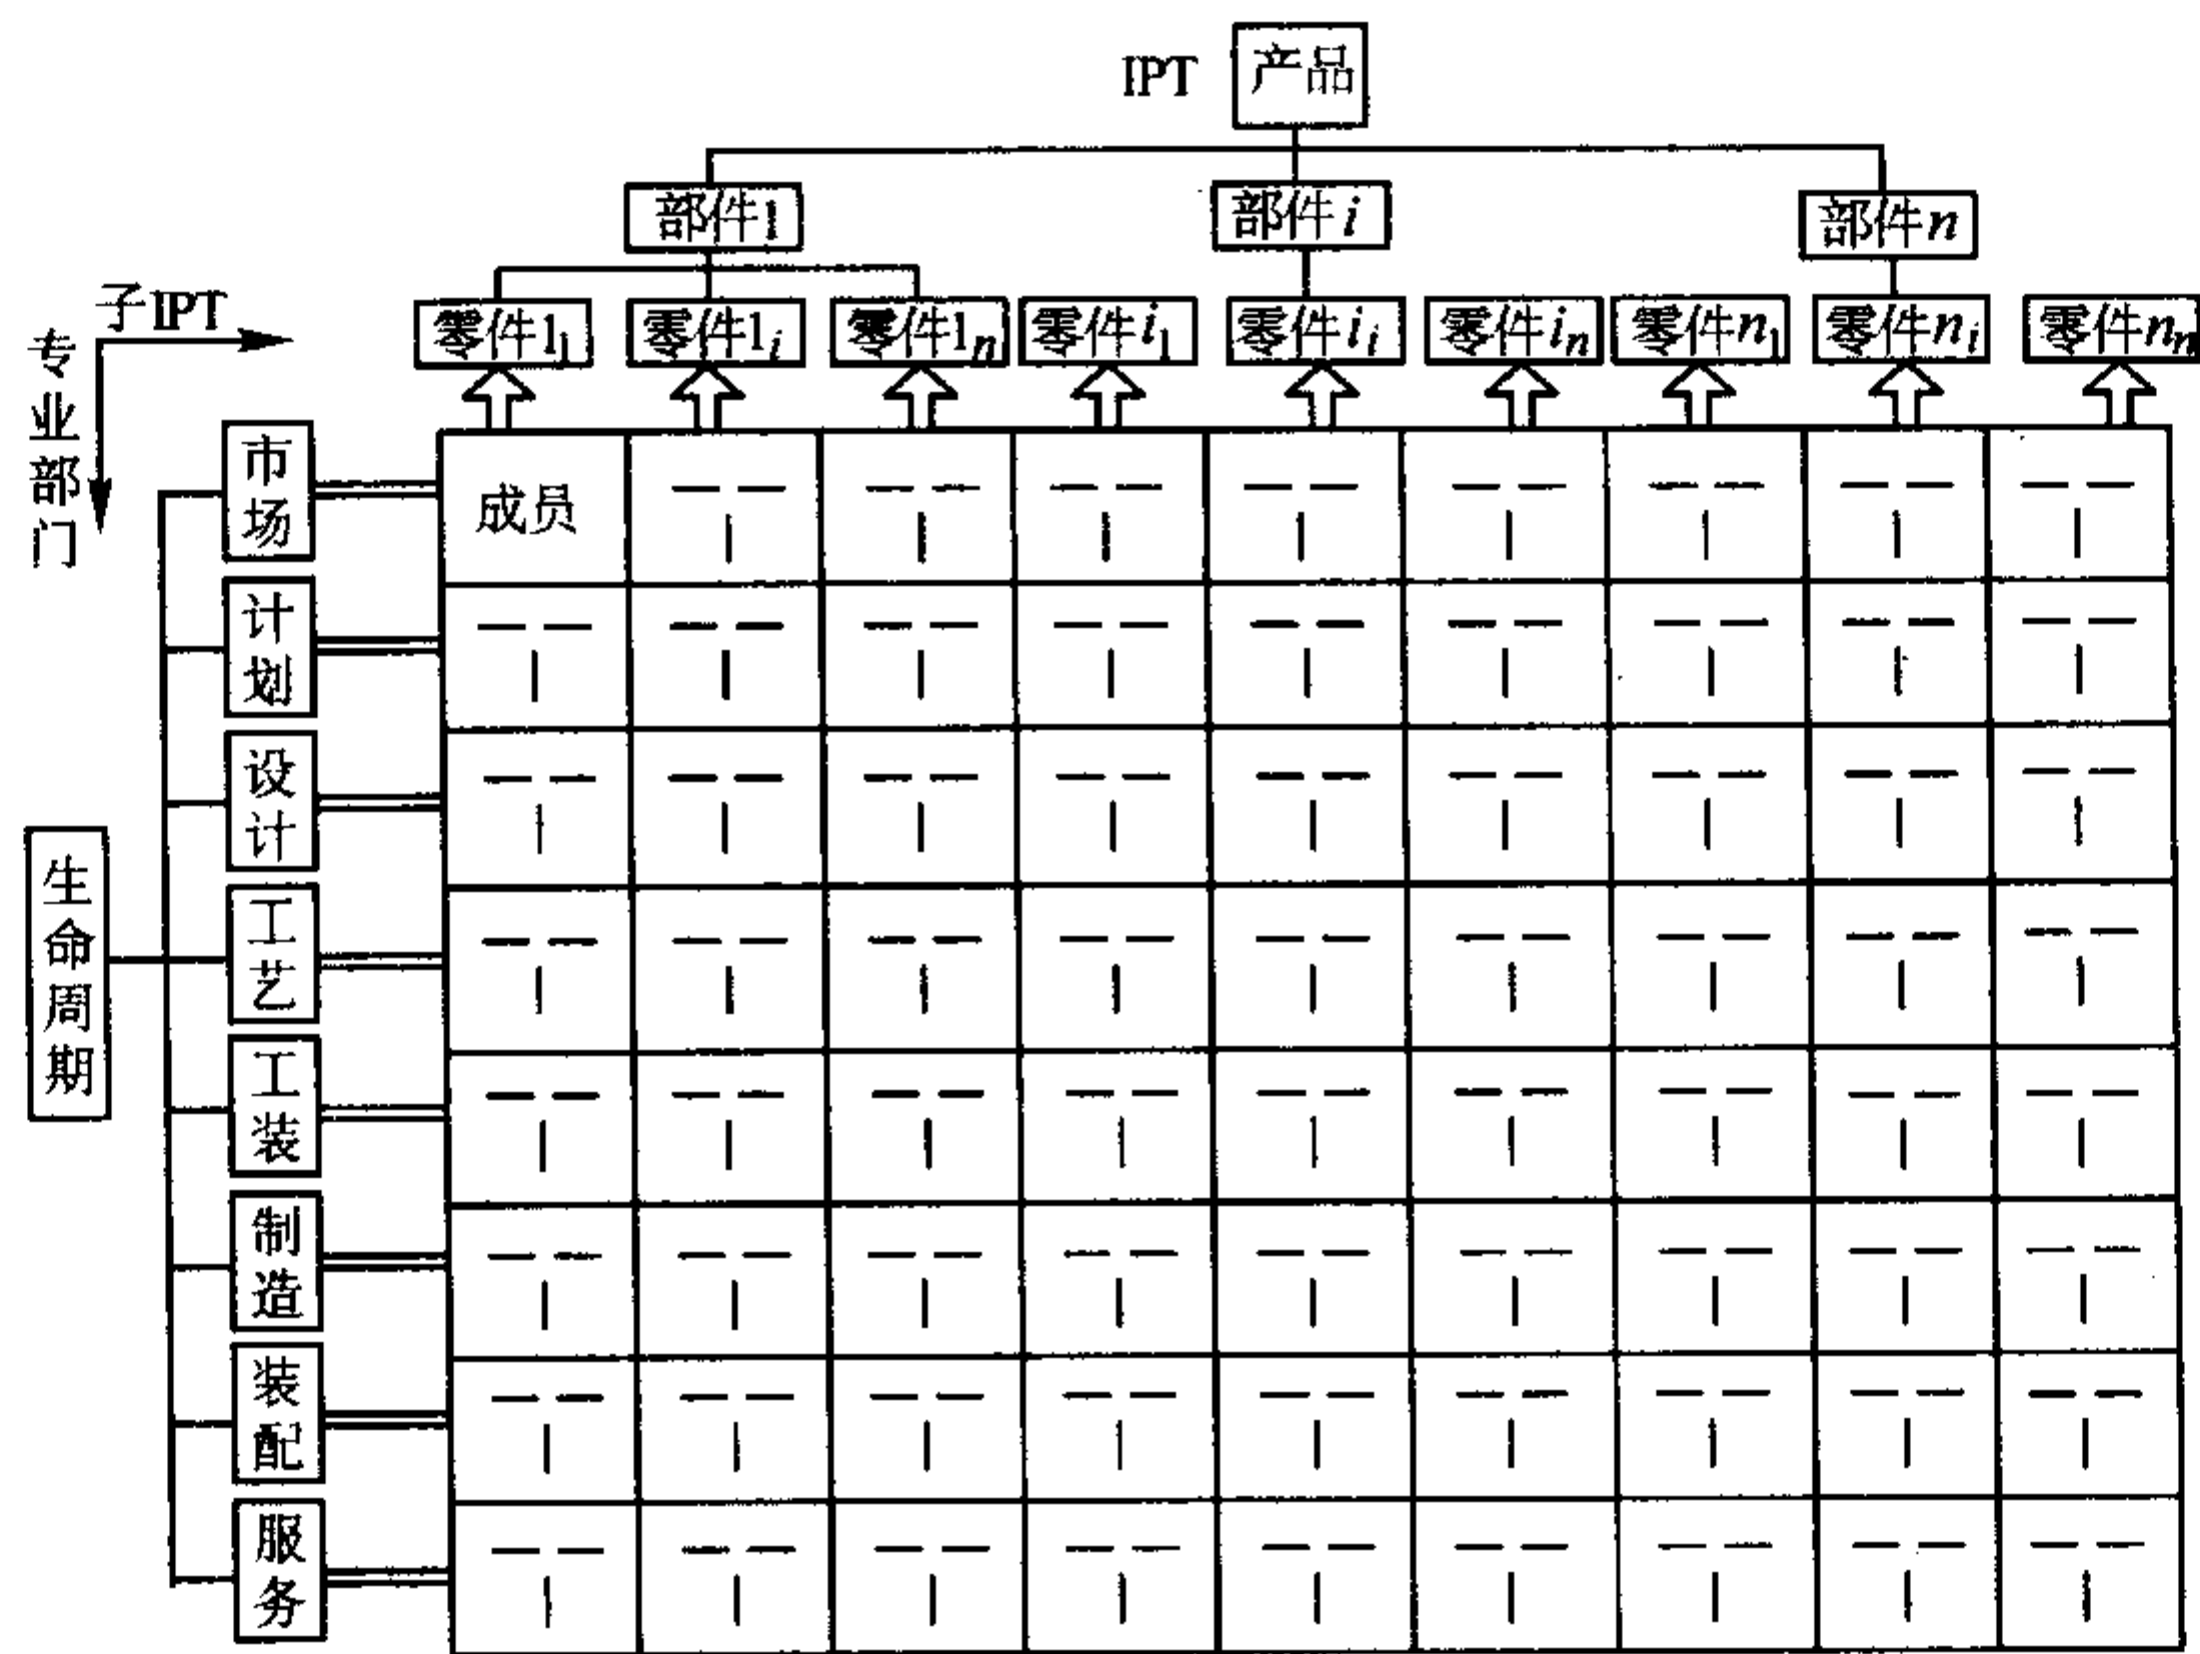 IPT 产品
部件1 部件i 部件n
子IPT
零件1₁ 零件1ᵢ 零件1ₙ 零件i₁ 零件iᵢ 零件iₙ 零件n₁ 零件nᵢ 零件nₙ
专业部门
市场
成员
计划
设计
生命周期
工艺
工装
制造
装配
服务